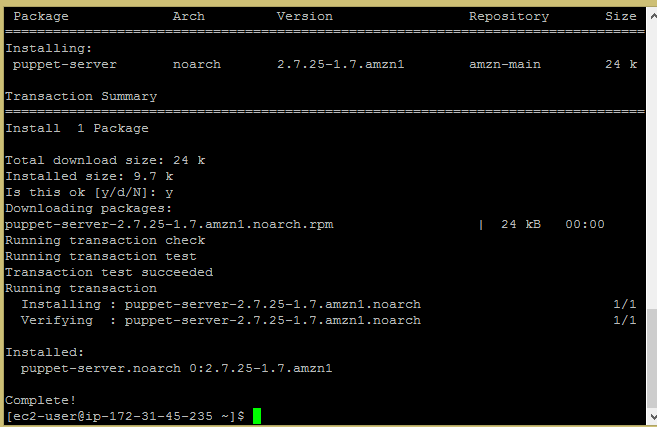 Package Arch Version Repository Size
================================================================================
Installing:
puppet-server noarch 2.7.25-1.7.amzn1 amzn-main 24 k
Transaction Summary
================================================================================
Install 1 Package
Total download size: 24 k
Installed size: 9.7 k
Is this ok [y/d/N]: y
Downloading packages:
puppet-server-2.7.25-1.7.amzn1.noarch.rpm | 24 kB 00:00
Running transaction check
Running transaction test
Transaction test succeeded
Running transaction
Installing : puppet-server-2.7.25-1.7.amzn1.noarch 1/1
Verifying : puppet-server-2.7.25-1.7.amzn1.noarch 1/1
Installed:
puppet-server.noarch 0:2.7.25-1.7.amzn1
Complete!
[ec2-user@ip-172-31-45-235 ~]$